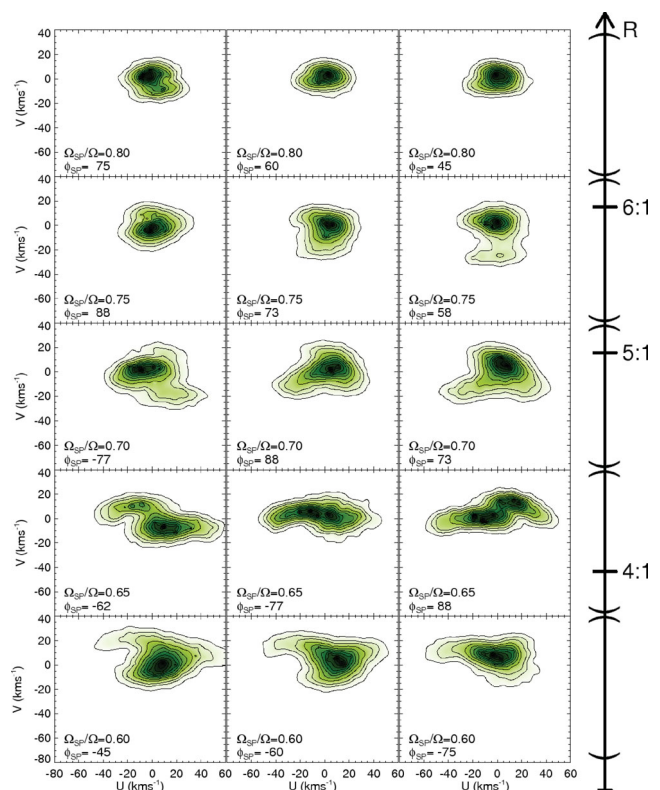 R
40
20
0
-20
-40
-60
V (kms⁻¹)
Ω_SP/Ω=0.80
φ_SP= 75
Ω_SP/Ω=0.80
φ_SP= 60
Ω_SP/Ω=0.80
φ_SP= 45
40
20
0
-20
-40
-60
V (kms⁻¹)
Ω_SP/Ω=0.75
φ_SP= 88
Ω_SP/Ω=0.75
φ_SP= 73
Ω_SP/Ω=0.75
φ_SP= 58
6:1
40
20
0
-20
-40
-60
V (kms⁻¹)
Ω_SP/Ω=0.70
φ_SP= -77
Ω_SP/Ω=0.70
φ_SP= 88
Ω_SP/Ω=0.70
φ_SP= 73
5:1
40
20
0
-20
-40
-60
V (kms⁻¹)
Ω_SP/Ω=0.65
φ_SP= -62
Ω_SP/Ω=0.65
φ_SP= -77
Ω_SP/Ω=0.65
φ_SP= 88
4:1
40
20
0
-20
-40
-60
-80
V (kms⁻¹)
Ω_SP/Ω=0.60
φ_SP= -45
Ω_SP/Ω=0.60
φ_SP= -60
Ω_SP/Ω=0.60
φ_SP= -75
-80 -60 -40 -20 0 20 40 60 -60 -40 -20 0 20 40 60 -60 -40 -20 0 20 40 60
U (kms⁻¹) U (kms⁻¹) U (kms⁻¹)